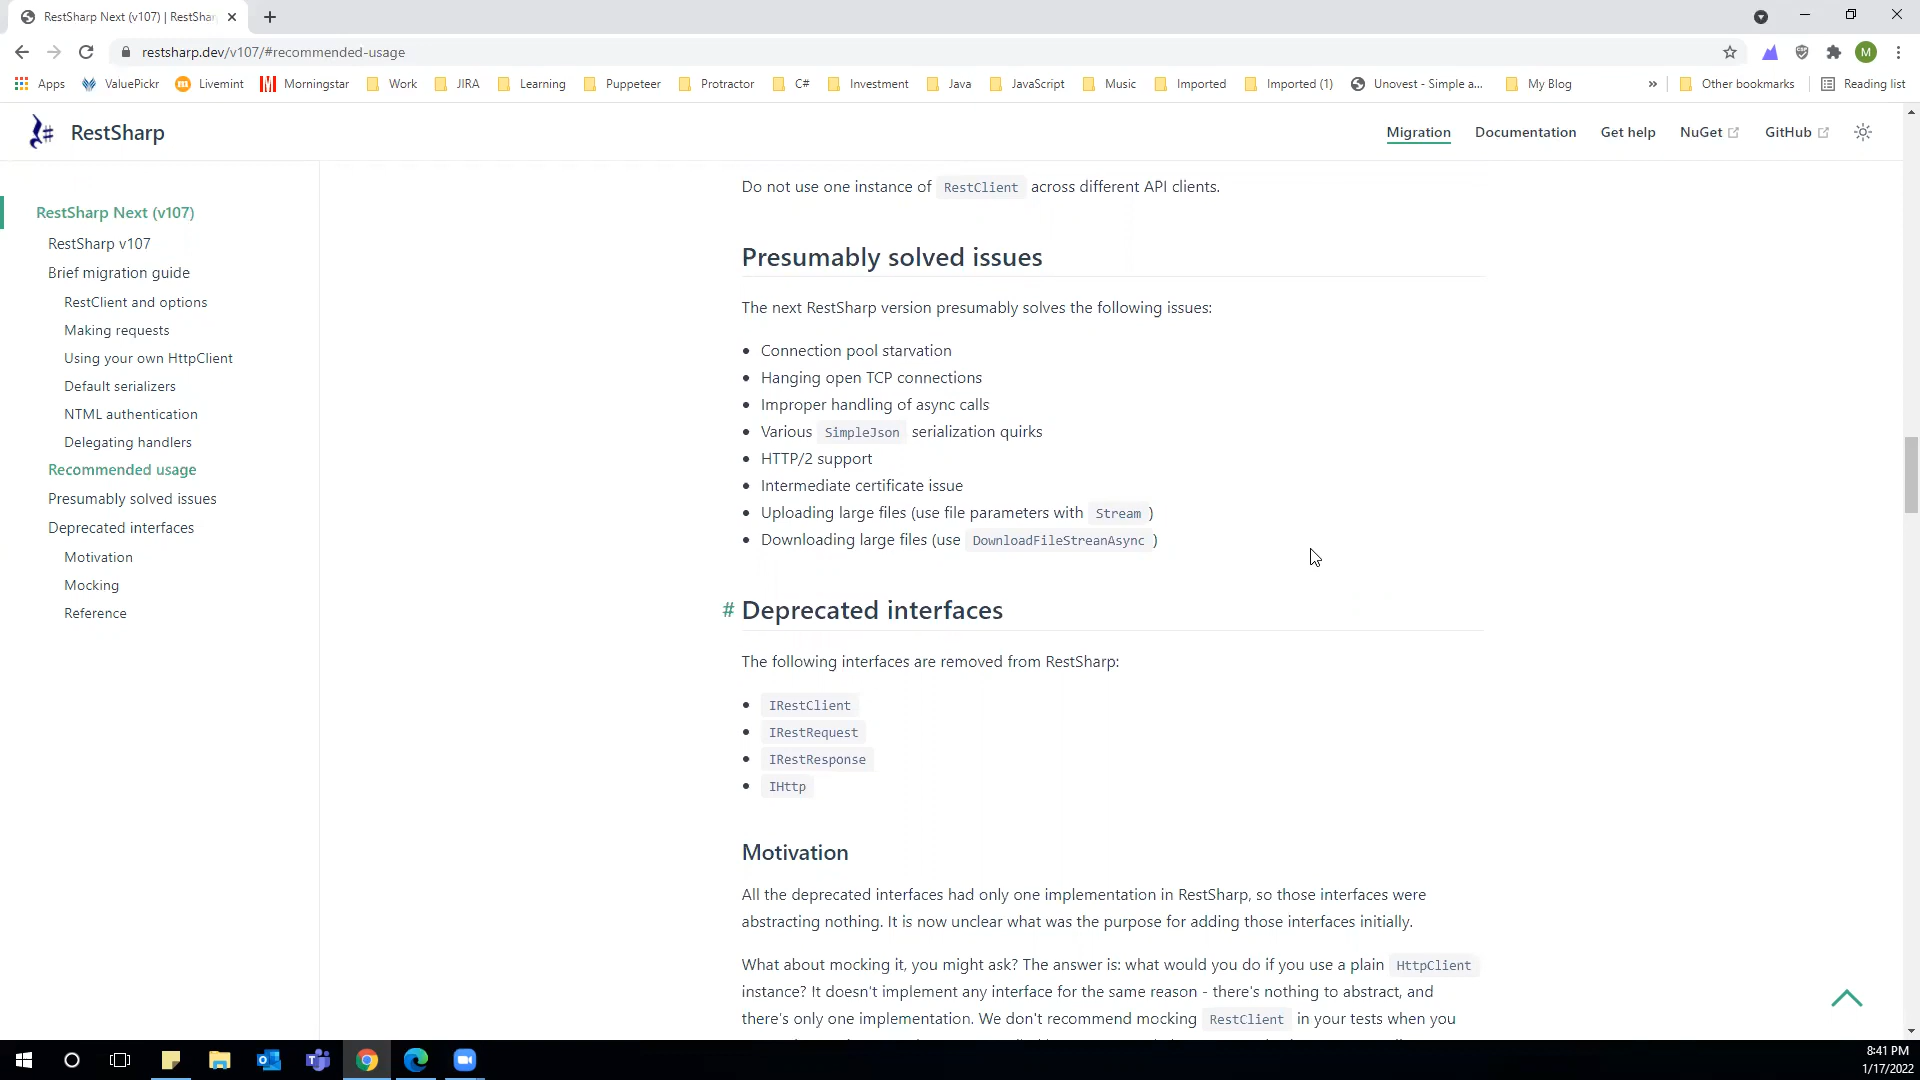 RestSharp Next (v107) | RestShar
restsharp.dev/v107/#recommended-usage
M
Apps
ValuePickr
Livemint
Morningstar
Work
JIRA
Learning
Puppeteer
Protractor
C#
Investment
Java
JavaScript
Music
Imported
Imported (1)
Unovest - Simple a...
My Blog
»
Other bookmarks
Reading list
RestSharp
Migration
Documentation
Get help
NuGet
GitHub
RestSharp Next (v107)
RestSharp v107
Brief migration guide
RestClient and options
Making requests
Using your own HttpClient
Default serializers
NTML authentication
Delegating handlers
Recommended usage
Presumably solved issues
Deprecated interfaces
Motivation
Mocking
Reference
Do not use one instance of RestClient across different API clients.
Presumably solved issues
The next RestSharp version presumably solves the following issues:
• Connection pool starvation
• Hanging open TCP connections
• Improper handling of async calls
• Various SimpleJson serialization quirks
• HTTP/2 support
• Intermediate certificate issue
• Uploading large files (use file parameters with Stream )
• Downloading large files (use DownloadFileStreanAsync )
# Deprecated interfaces
The following interfaces are removed from RestSharp:
• IRestClient
• IRestRequest
• IRestResponse
• IHttp
Motivation
All the deprecated interfaces had only one implementation in RestSharp, so those interfaces were
abstracting nothing. It is now unclear what was the purpose for adding those interfaces initially.
What about mocking it, you might ask? The answer is: what would you do if you use a plain HttpClient
instance? It doesn't implement any interface for the same reason - there's nothing to abstract, and
there's only one implementation. We don't recommend mocking RestClient in your tests when you
8:41 PM
1/17/2022